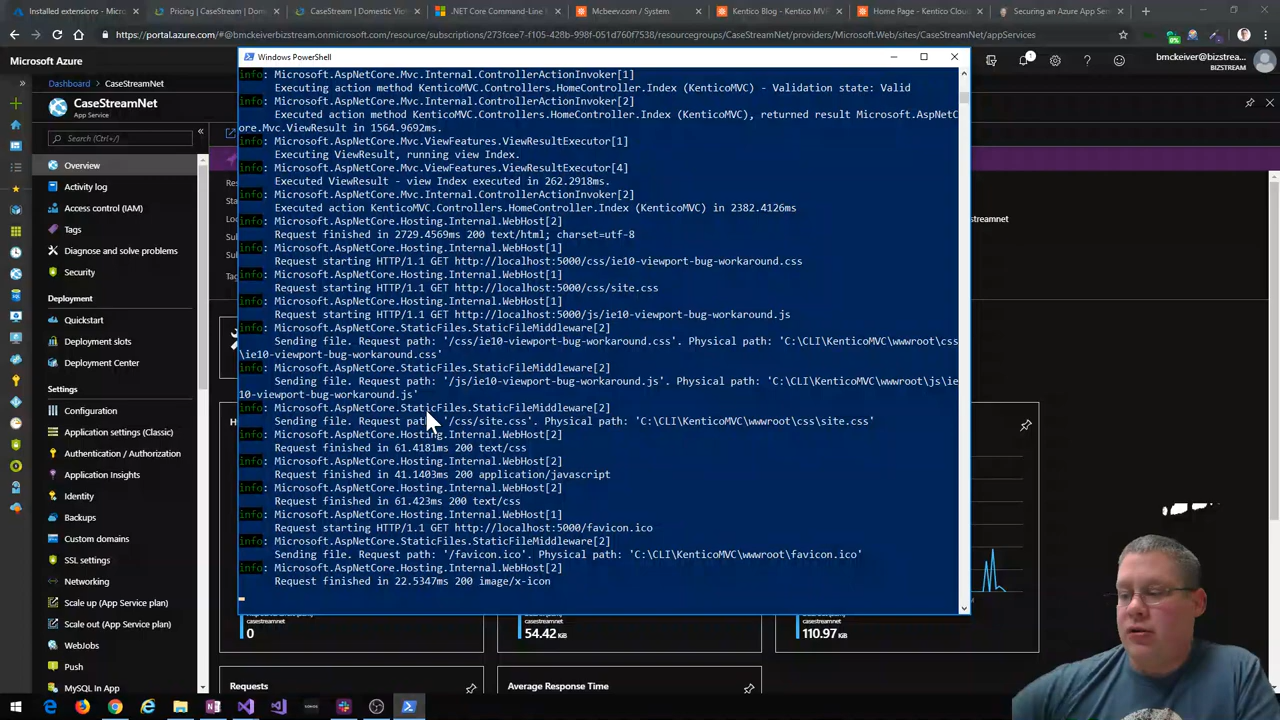 Microsoft Azure - Micr
Pricing | CaseStream | D
CaseStream | Domestic Vi
.NET Core Command-Line
Mcbeev.com / System
Kentico Blog - Kentico MV
Home Page - Kentico Cloud
Securing an Azure App Ser
https://portal.azure.com/
bmckeiverbizstream.onmicrosoft.com/resource/subscriptions/273fcee7-f105-428b-998f-051d760f7538/resourcegroups/CaseStreamNet/providers/Microsoft.Web/sites/CaseStreamNet/appServices
Microsoft Azure
bmckeiver@bizstrea...
BIZSTREAM
Windows PowerShell
Dashboard > CaseStreamNet
CaseStreamNet
App Service
Search (Ctrl+/)
Overview
Activity log
Access control (IAM)
Tags
Diagnose and solve problems
Security
Deployment
Quickstart
Deployment slots
Deployment Center
Settings
Configuration
Application settings (Classic)
Authentication / Authorization
Application Insights
Identity
Backups
Custom domains
SSL settings
Networking
Scale up (App Service plan)
Scale out (App Service plan)
WebJobs
Push
MySQL In App
info: Microsoft.AspNetCore.Mvc.Internal.ControllerActionInvoker[1]
Executing action method KenticoMVC.Controllers.HomeController.Index (KenticoMVC) - Validation state: Valid
info: Microsoft.AspNetCore.Mvc.Internal.ControllerActionInvoker[2]
Executed action method KenticoMVC.Controllers.HomeController.Index (KenticoMVC), returned result Microsoft.AspNetC
ore.Mvc.ViewResult in 1564.9692ms.
info: Microsoft.AspNetCore.Mvc.ViewFeatures.ViewResultExecutor[1]
Executing ViewResult, running view Index.
info: Microsoft.AspNetCore.Mvc.ViewFeatures.ViewResultExecutor[4]
Executed ViewResult - view Index executed in 262.2918ms.
info: Microsoft.AspNetCore.Mvc.Internal.ControllerActionInvoker[2]
Executed action KenticoMVC.Controllers.HomeController.Index (KenticoMVC) in 2382.4126ms
info: Microsoft.AspNetCore.Hosting.Internal.WebHost[2]
Request finished in 2729.4569ms 200 text/html; charset=utf-8
info: Microsoft.AspNetCore.Hosting.Internal.WebHost[1]
Request starting HTTP/1.1 GET http://localhost:5000/css/ie10-viewport-bug-workaround.css
info: Microsoft.AspNetCore.Hosting.Internal.WebHost[1]
Request starting HTTP/1.1 GET http://localhost:5000/css/site.css
info: Microsoft.AspNetCore.Hosting.Internal.WebHost[1]
Request starting HTTP/1.1 GET http://localhost:5000/js/ie10-viewport-bug-workaround.js
info: Microsoft.AspNetCore.StaticFiles.StaticFileMiddleware[2]
Sending file. Request path: '/css/ie10-viewport-bug-workaround.css'. Physical path: 'C:\CLI\KenticoMVC\wwwroot\css
\ie10-viewport-bug-workaround.css'
info: Microsoft.AspNetCore.StaticFiles.StaticFileMiddleware[2]
Sending file. Request path: '/js/ie10-viewport-bug-workaround.js'. Physical path: 'C:\CLI\KenticoMVC\wwwroot\js\ie
10-viewport-bug-workaround.js'
info: Microsoft.AspNetCore.StaticFiles.StaticFileMiddleware[2]
Sending file. Request path: '/css/site.css'. Physical path: 'C:\CLI\KenticoMVC\wwwroot\css\site.css'
info: Microsoft.AspNetCore.Hosting.Internal.WebHost[2]
Request finished in 61.4181ms 200 text/css
info: Microsoft.AspNetCore.Hosting.Internal.WebHost[2]
Request finished in 41.1403ms 200 application/javascript
info: Microsoft.AspNetCore.Hosting.Internal.WebHost[2]
Request finished in 61.423ms 200 text/css
info: Microsoft.AspNetCore.Hosting.Internal.WebHost[1]
Request starting HTTP/1.1 GET http://localhost:5000/favicon.ico
info: Microsoft.AspNetCore.StaticFiles.StaticFileMiddleware[2]
Sending file. Request path: '/favicon.ico'. Physical path: 'C:\CLI\KenticoMVC\wwwroot\favicon.ico'
info: Microsoft.AspNetCore.Hosting.Internal.WebHost[2]
Request finished in 22.5347ms 200 image/x-icon
casestreamnet
0
casestreamnet
54.42 KiB
casestreamnet
110.97 KiB
Requests
Average Response Time